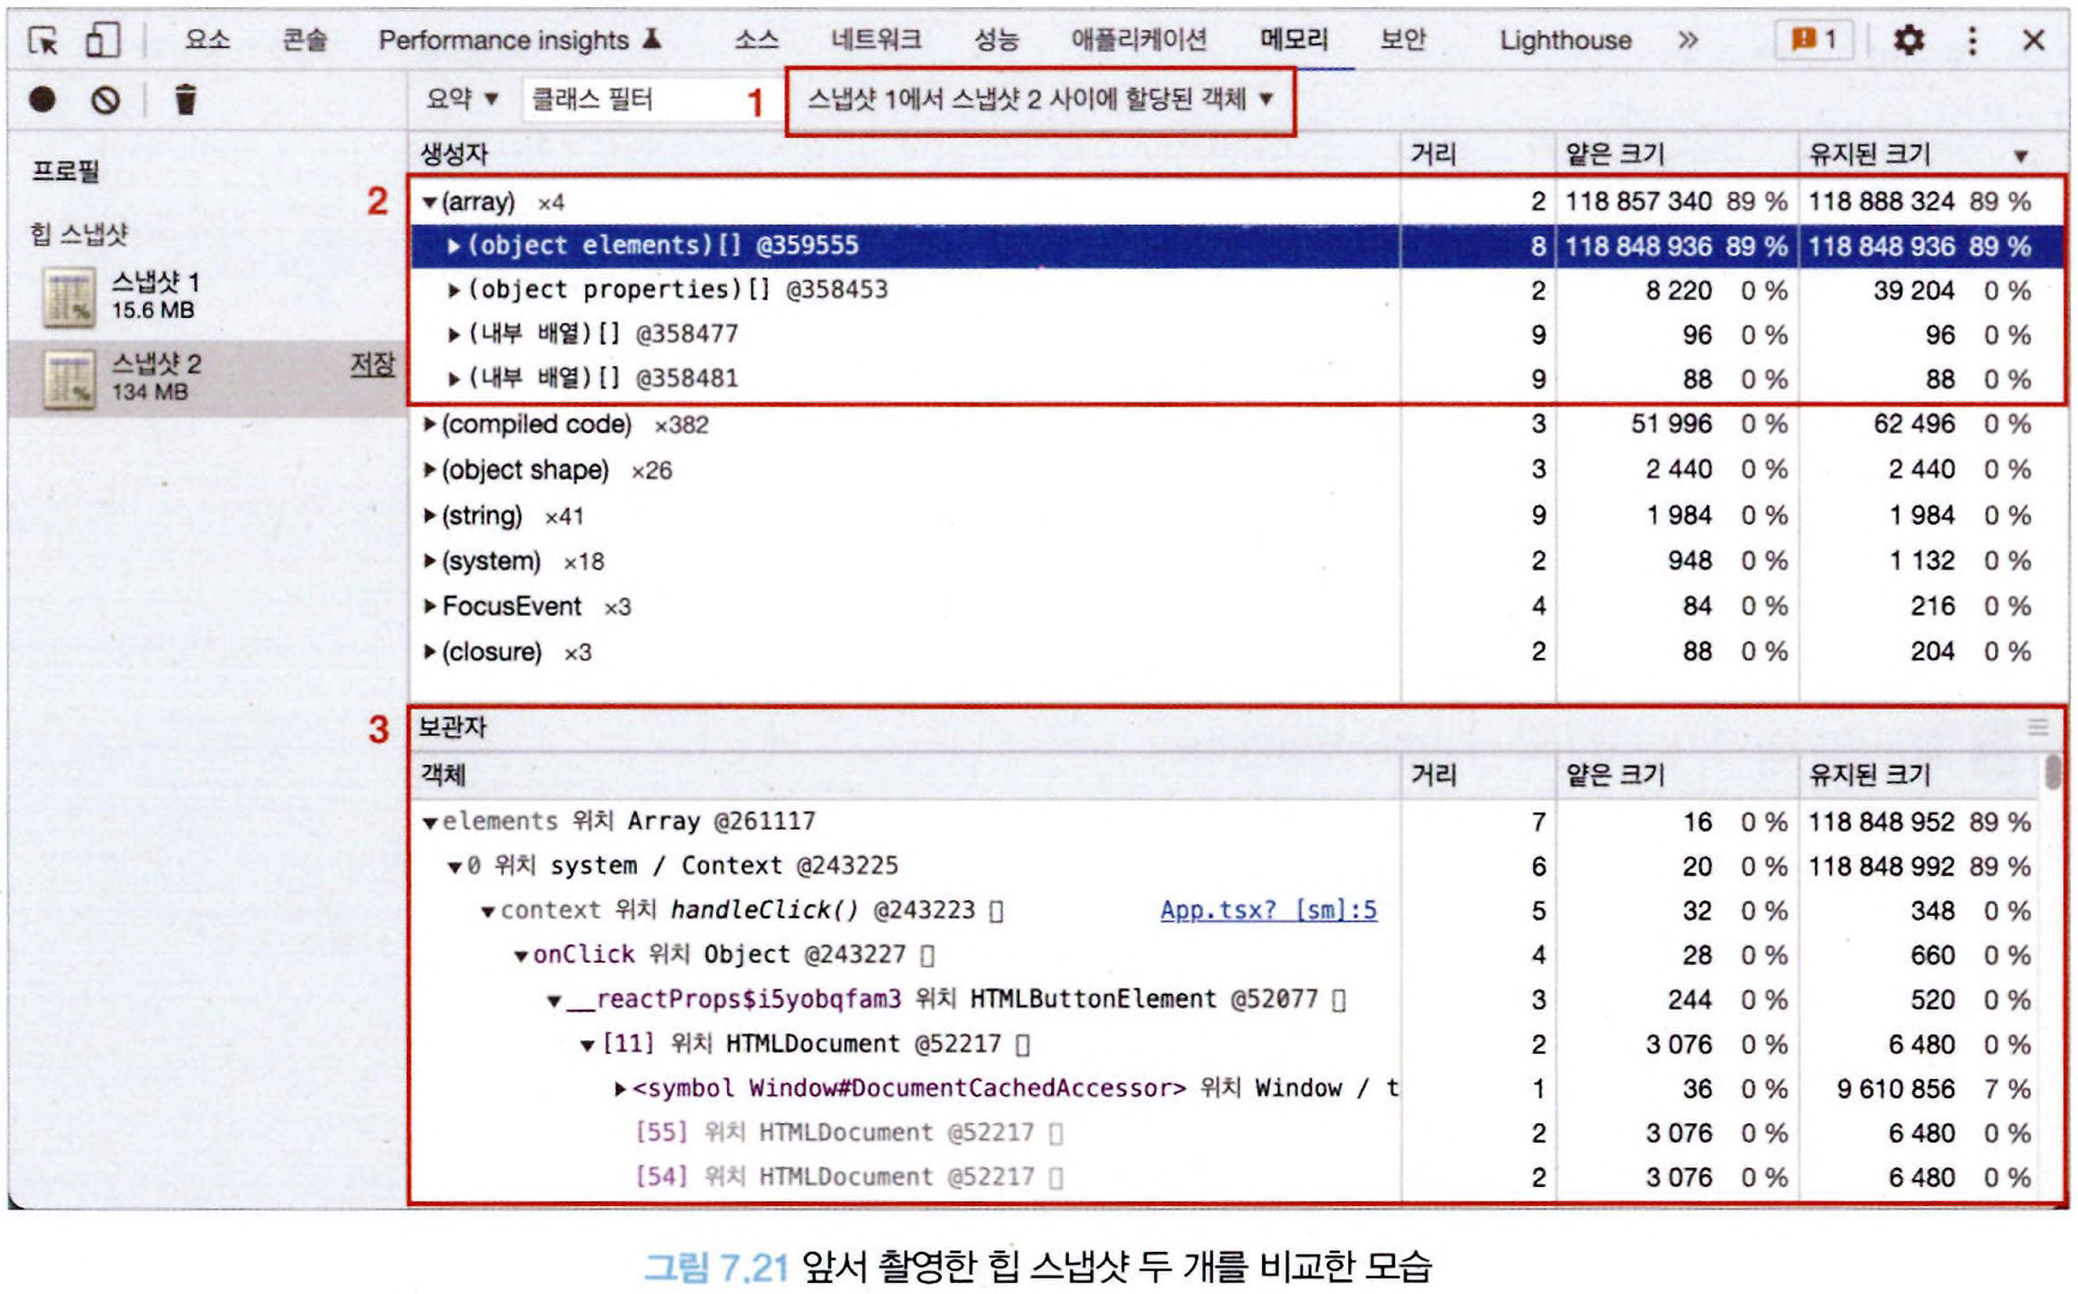 요소 콘솔 Performance insights 소스 네트워크 성능 애플리케이션 메모리 보안 Lighthouse » 1
요약 ▼ 클래스 필터 1 스냅샷 1에서 스냅샷 2 사이에 할당된 객체 ▼
프로필
힙 스냅샷
스냅샷 1
15.6 MB
스냅샷 2 저장
134 MB
생성자 거리 얕은 크기 유지된 크기 ▼
2
▼(array) ×4 2 118 857 340 89 % 118 888 324 89 %
▶(object elements)[] @359555 8 118 848 936 89 % 118 848 936 89 %
▶(object properties)[] @358453 2 8 220 0 % 39 204 0 %
▶(내부 배열)[] @358477 9 96 0 % 96 0 %
▶(내부 배열)[] @358481 9 88 0 % 88 0 %
▶(compiled code) ×382 3 51 996 0 % 62 496 0 %
▶(object shape) ×26 3 2 440 0 % 2 440 0 %
▶(string) ×41 9 1 984 0 % 1 984 0 %
▶(system) ×18 2 948 0 % 1 132 0 %
▶FocusEvent ×3 4 84 0 % 216 0 %
▶(closure) ×3 2 88 0 % 204 0 %
3 보관자
객체 거리 얕은 크기 유지된 크기
▼elements 위치 Array @261117 7 16 0 % 118 848 952 89 %
▼0 위치 system / Context @243225 6 20 0 % 118 848 992 89 %
▼context 위치 handleClick() @243223 App.tsx? [sm]:5 5 32 0 % 348 0 %
▼onClick 위치 Object @243227 4 28 0 % 660 0 %
▼__reactProps$i5yobqfam3 위치 HTMLButtonElement @52077 3 244 0 % 520 0 %
▼[11] 위치 HTMLDocument @52217 2 3 076 0 % 6 480 0 %
▶<symbol Window#DocumentCachedAccessor> 위치 Window / t 1 36 0 % 9 610 856 7 %
[55] 위치 HTMLDocument @52217 2 3 076 0 % 6 480 0 %
[54] 위치 HTMLDocument @52217 2 3 076 0 % 6 480 0 %
그림 7.21 앞서 촬영한 힙 스냅샷 두 개를 비교한 모습